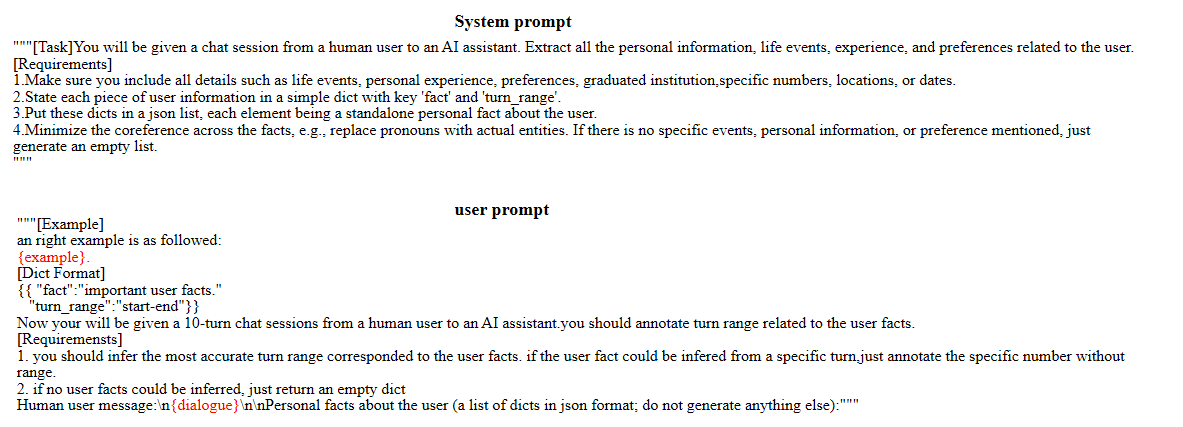 System prompt
"""[Task]You will be given a chat session from a human user to an AI assistant. Extract all the personal information, life events, experience, and preferences related to the user.
[Requirements]
1.Make sure you include all details such as life events, personal experience, preferences, graduated institution,specific numbers, locations, or dates.
2.State each piece of user information in a simple dict with key 'fact' and 'turn_range'.
3.Put these dicts in a json list, each element being a standalone personal fact about the user.
4.Minimize the coreference across the facts, e.g., replace pronouns with actual entities. If there is no specific events, personal information, or preference mentioned, just
generate an empty list.
"""
user prompt
"""[Example]
an right example is as followed:
{example}.
[Dict Format]
{{ "fact":"important user facts."
"turn_range":"start-end"}}
Now your will be given a 10-turn chat sessions from a human user to an AI assistant.you should annotate turn range related to the user facts.
[Requiremensts]
1. you should infer the most accurate turn range corresponded to the user facts. if the user fact could be infered from a specific turn,just annotate the specific number without
range.
2. if no user facts could be inferred, just return an empty dict
Human user message:\n{dialogue}\n\nPersonal facts about the user (a list of dicts in json format; do not generate anything else):"""